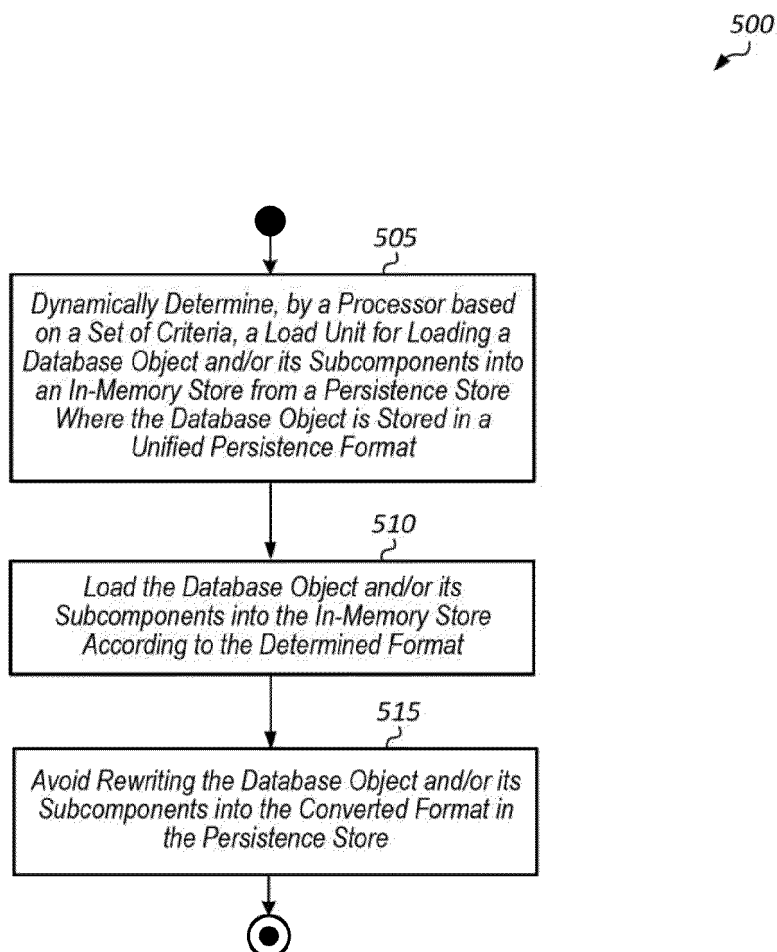 500
505
Dynamically Determine, by a Processor based
on a Set of Criteria, a Load Unit for Loading a
Database Object and/or its Subcomponents into
an In-Memory Store from a Persistence Store
Where the Database Object is Stored in a
Unified Persistence Format
510
Load the Database Object and/or its
Subcomponents into the In-Memory Store
According to the Determined Format
515
Avoid Rewriting the Database Object and/or its
Subcomponents into the Converted Format in
the Persistence Store